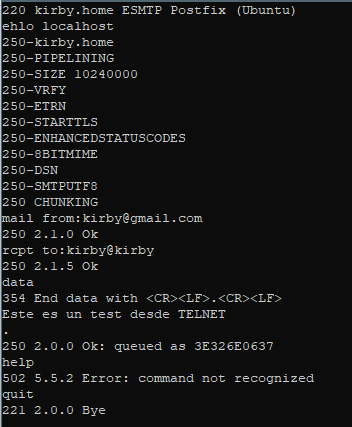 220 kirby.home ESMTP Postfix (Ubuntu)
ehlo localhost
250-kirby.home
250-PIPELINING
250-SIZE 10240000
250-VRFY
250-ETRN
250-STARTTLS
250-ENHANCEDSTATUSCODES
250-8BITMIME
250-DSN
250-SMTPUTF8
250 CHUNKING
mail from:kirby@gmail.com
250 2.1.0 Ok
rcpt to:kirby@kirby
250 2.1.5 Ok
data
354 End data with <CR><LF>.<CR><LF>
Este es un test desde TELNET
.
250 2.0.0 Ok: queued as 3E326E0637
help
502 5.5.2 Error: command not recognized
quit
221 2.0.0 Bye